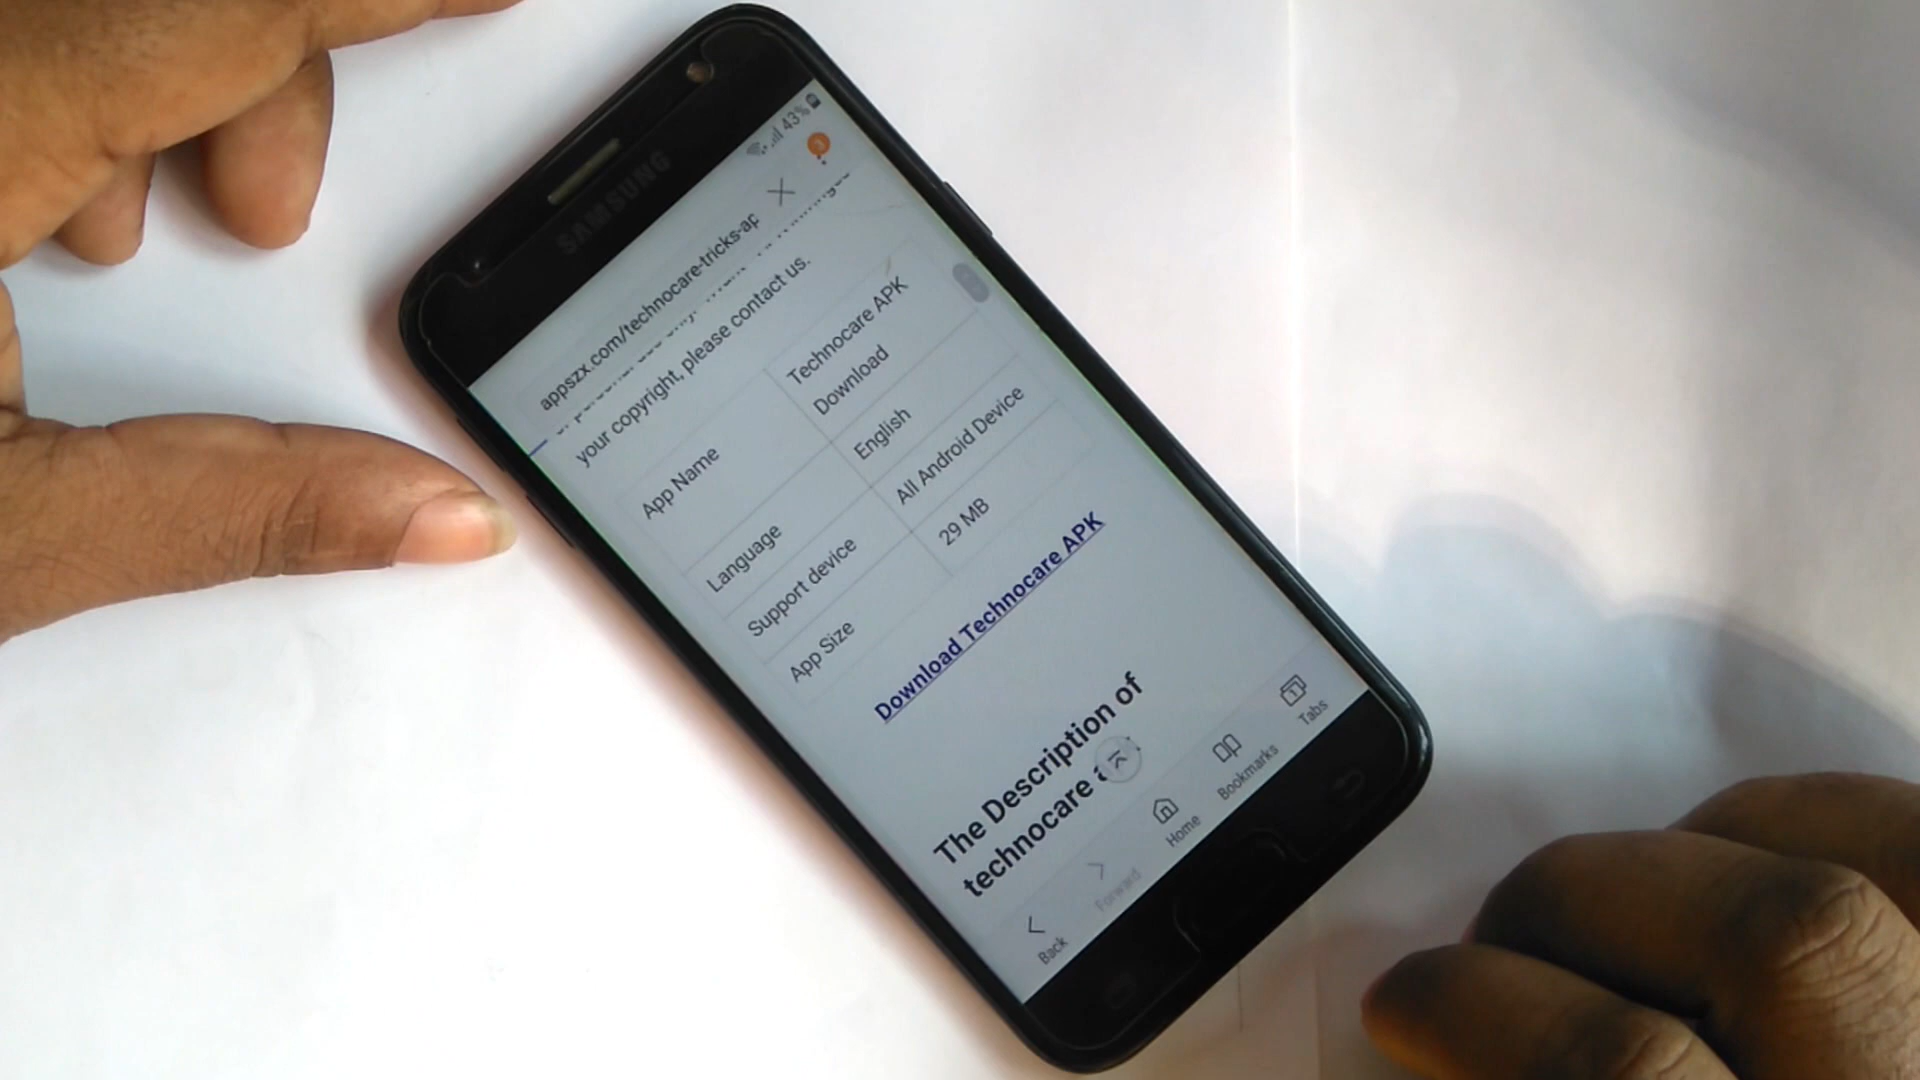 SAMSUNG
43%
appszx.com/technocare-tricks-ap
your copyright, please contact us.
App Name
Technocare APK
Download
Language
English
Support device
All Android Device
App Size
29 MB
Download Technocare APK
The Description of
technocare
Back
Forward
Home
Bookmarks
1
Tabs